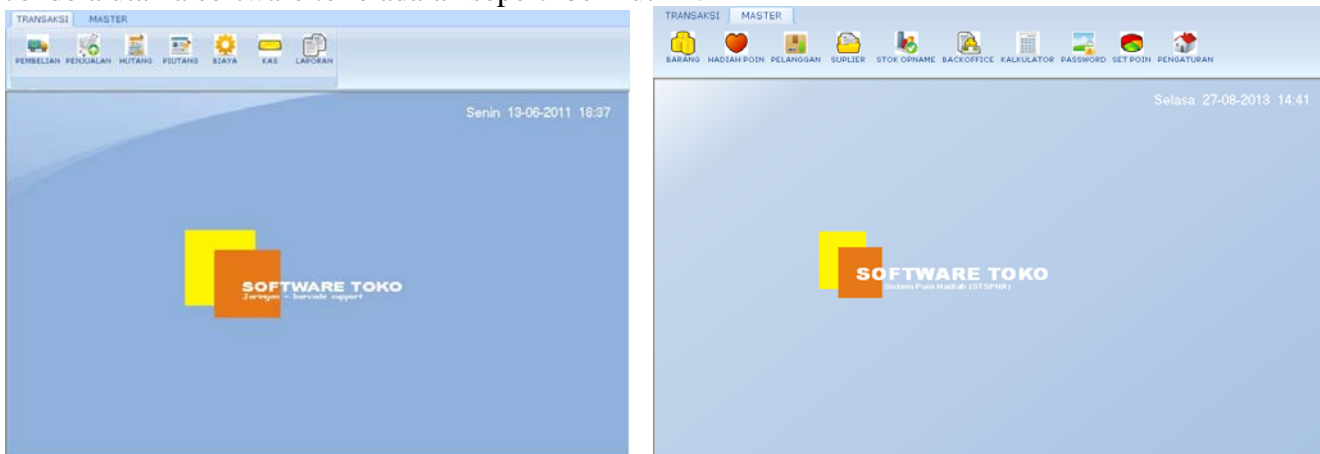 TRANSAKSI MASTER
PEMBELIAN PENJUALAN HUTANG PIUTANG BIAYA KAS LAPORAN
Senin 13-06-2011 18:37
SOFTWARE TOKO
Jaringan - barcode support
TRANSAKSI MASTER
BARANG HADIAH POIN PELANGGAN SUPLIER STOK OPNAME BACKOFFICE KALKULATOR PASSWORD SET POIN PENGATURAN
Selasa 27-08-2013 14:41
SOFTWARE TOKO
Sistem Poin Hadiah (STSPHA)